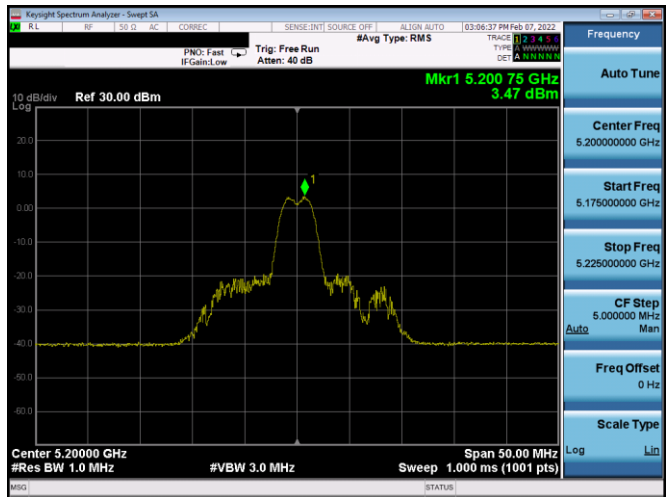 Keysight Spectrum Analyzer - Swept SA
RL RF 50 Ω AC CORREC SENSE:INT SOURCE OFF ALIGN AUTO 03:06:37 PM Feb 07, 2022
#Avg Type: RMS
TRACE 1 2 3 4 5 6
TYPE A WWWWW
DET A NNNNN
PNO: Fast
IFGain:Low
Trig: Free Run
Atten: 40 dB
Frequency
Mkr1 5.200 75 GHz
3.47 dBm
10 dB/div
Log
Ref 30.00 dBm
20.0
10.0
0.00
-10.0
-20.0
-30.0
-40.0
-50.0
-60.0
1
Auto Tune
Center Freq
5.200000000 GHz
Start Freq
5.175000000 GHz
Stop Freq
5.225000000 GHz
CF Step
5.000000 MHz
Auto Man
Freq Offset
0 Hz
Scale Type
Log Lin
Center 5.20000 GHz
Span 50.00 MHz
#Res BW 1.0 MHz
#VBW 3.0 MHz
Sweep 1.000 ms (1001 pts)
MSG
STATUS